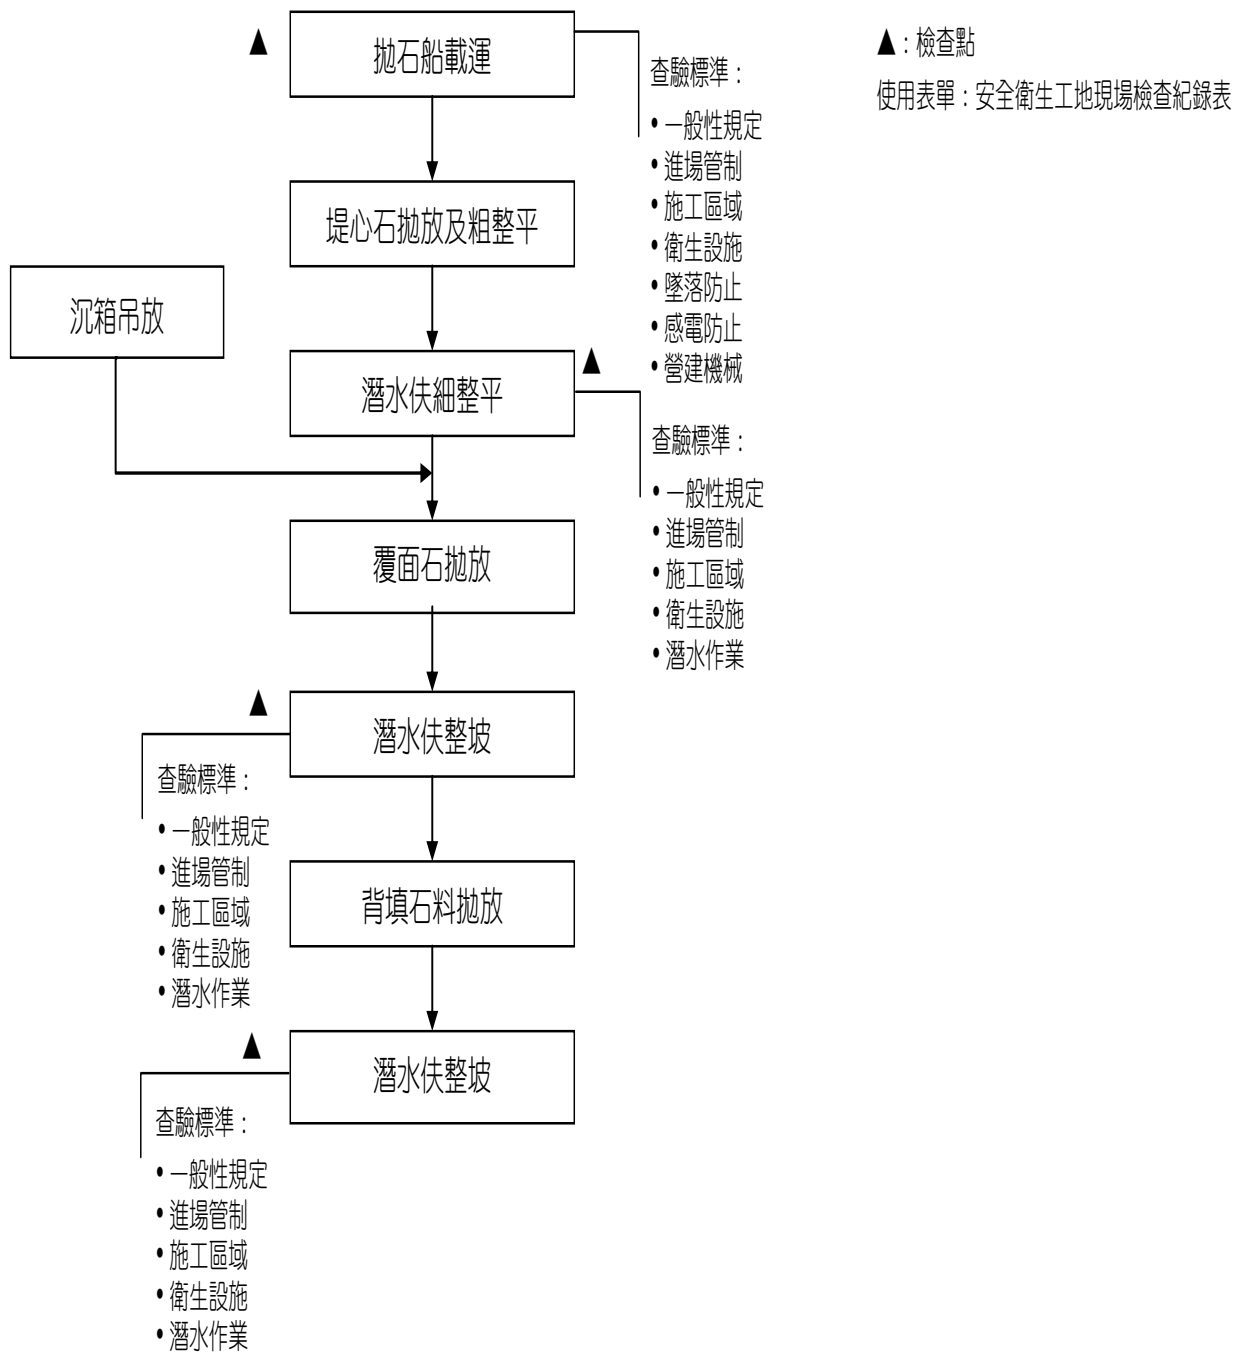 ▲
拋石船載運
▲：檢查點
使用表單：安全衛生工地現場檢查紀錄表
查驗標準：
•一般性規定
•進場管制
•施工區域
•衛生設施
•墜落防止
•感電防止
•營建機械
堤心石拋放及粗整平
沉箱吊放
▲
潛水伕細整平
查驗標準：
•一般性規定
•進場管制
•施工區域
•衛生設施
•潛水作業
覆面石拋放
▲
潛水伕整坡
查驗標準：
•一般性規定
•進場管制
•施工區域
•衛生設施
•潛水作業
背填石料拋放
▲
潛水伕整坡
查驗標準：
•一般性規定
•進場管制
•施工區域
•衛生設施
•潛水作業